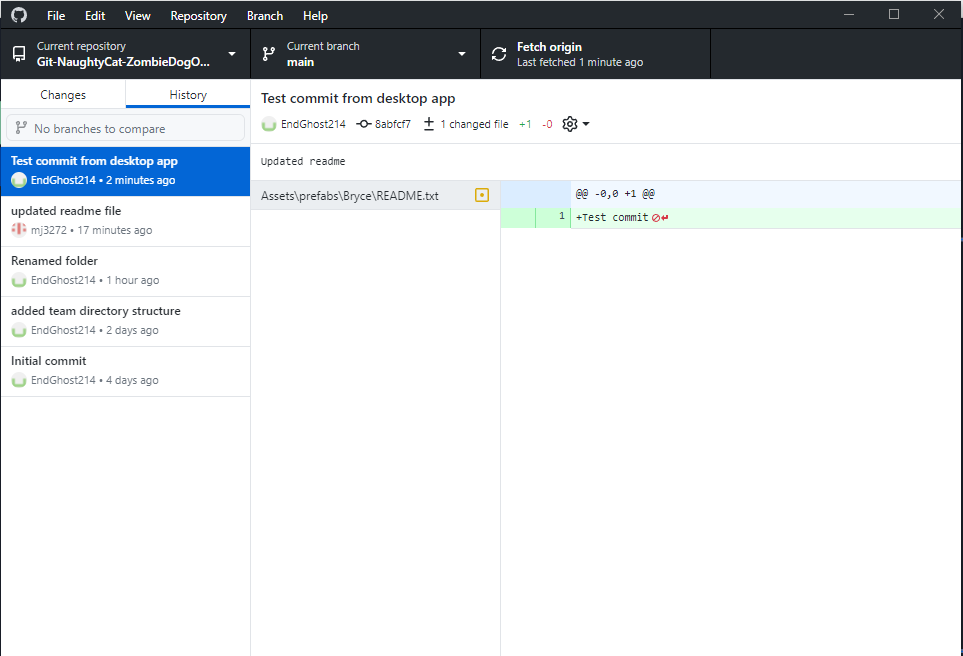 File Edit View Repository Branch Help
Current repository
Git-NaughtyCat-ZombieDogO...
Current branch
main
Fetch origin
Last fetched 1 minute ago
Changes
History
No branches to compare
Test commit from desktop app
EndGhost214 • 2 minutes ago
updated readme file
mj3272 • 17 minutes ago
Renamed folder
EndGhost214 • 1 hour ago
added team directory structure
EndGhost214 • 2 days ago
Initial commit
EndGhost214 • 4 days ago
Test commit from desktop app
EndGhost214 8abfcf7 1 changed file +1 -0
Updated readme
Assets\prefabs\Bryce\README.txt
@@ -0,0 +1 @@
1 +Test commit